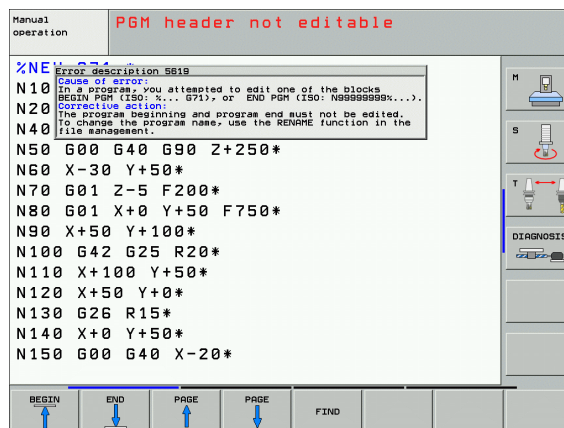 Manual
operation
PGM header not editable
%NEU G71 *
Error description 5619
Cause of error:
In a program, you attempted to edit one of the blocks
BEGIN PGM (ISO: %... G71), or END PGM (ISO: N99999999%...).
Corrective action:
The program beginning and program end must not be edited.
To change the program name, use the RENAME function in the
file management.
N10
N20
N40
N50 G00 G40 G90 Z+250*
N60 X-30 Y+50*
N70 G01 Z-5 F200*
N80 G01 X+0 Y+50 F750*
N90 X+50 Y+100*
N100 G42 G25 R20*
N110 X+100 Y+50*
N120 X+50 Y+0*
N130 G26 R15*
N140 X+0 Y+50*
N150 G00 G40 X-20*
M
S
T
DIAGNOSIS
BEGIN
END
PAGE
PAGE
FIND